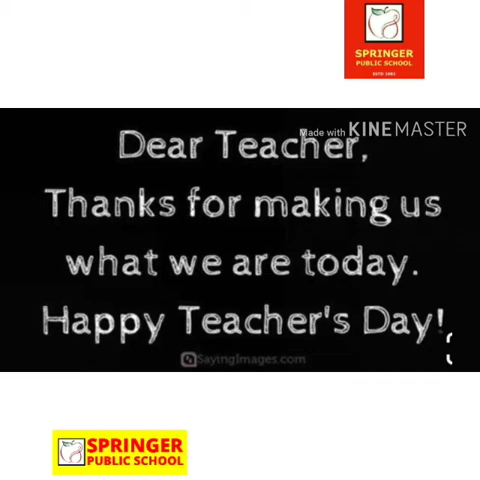 SPRINGER
PUBLIC SCHOOL
Made with KINEMASTER
Dear Teacher,
Thanks for making us
what we are today.
Happy Teacher's Day!
SayingImages.com
SPRINGER
PUBLIC SCHOOL